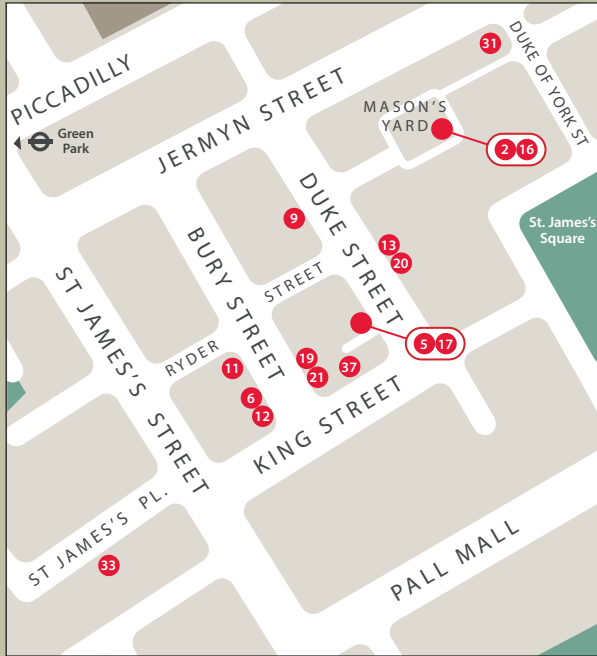 PICCADILLY
Green
Park
JERMYN STREET
MASON'S
YARD
31
DUKE OF YORK ST
2 16
St. James's
Square
9
DUKE STREET
13
20
BURY STREET
RYDER
STREET
5 17
ST JAMES'S STREET
11
6
12
19
21
37
KING STREET
ST JAMES'S PL.
33
PALL MALL